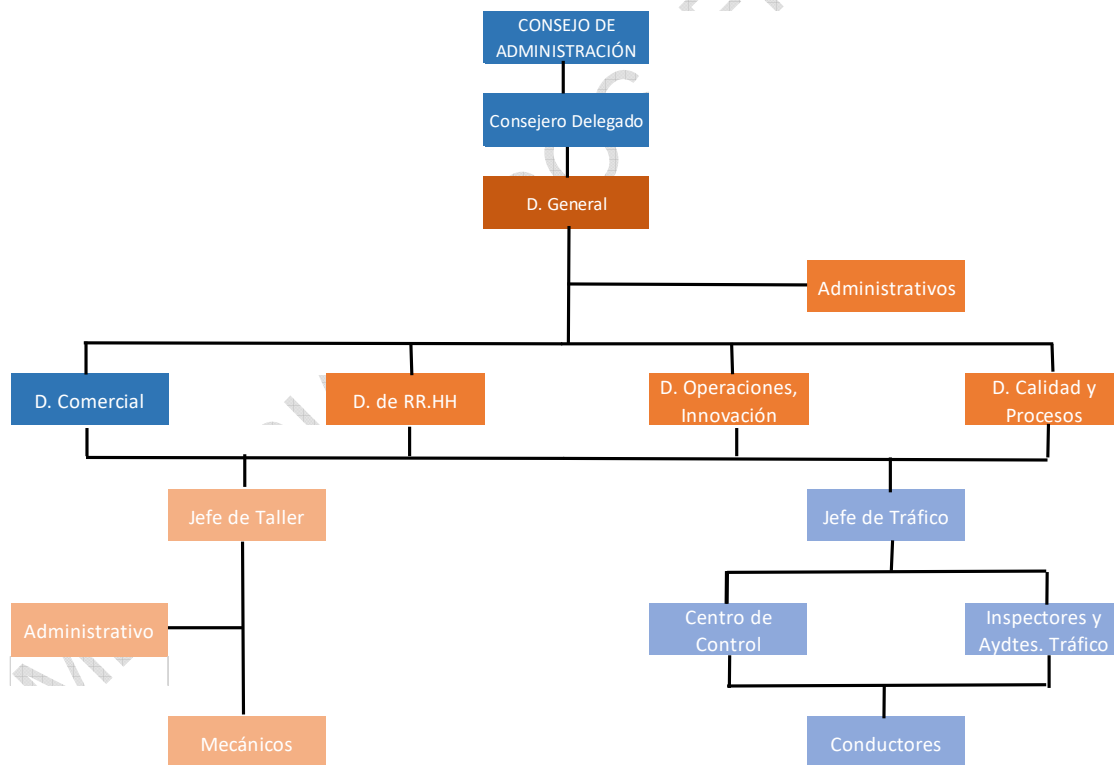 CONSEJO DE
ADMINISTRACIÓN
Consejero Delegado
D. General
Administrativos
D. Comercial
D. de RR.HH
D. Operaciones,
Innovación
D. Calidad y
Procesos
Jefe de Taller
Jefe de Tráfico
Administrativo
Centro de
Control
Inspectores y
Aydtes. Tráfico
Mecánicos
Conductores